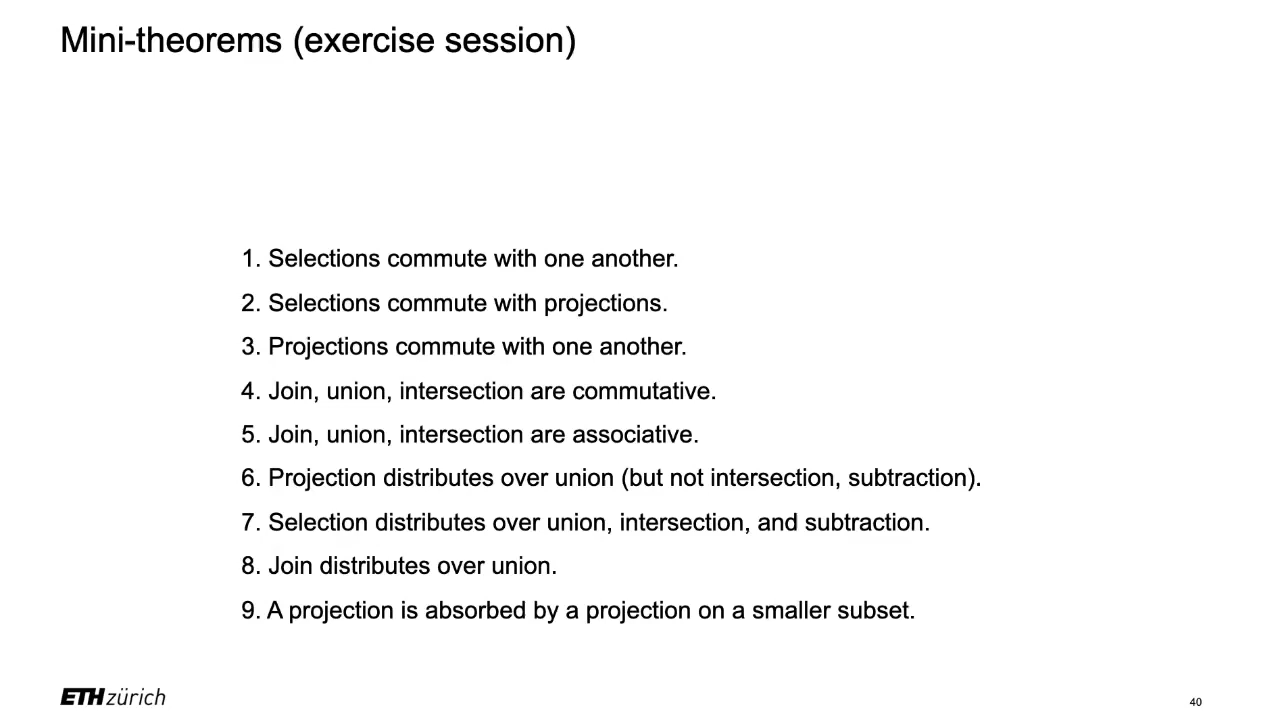 Mini-theorems (exercise session)
1. Selections commute with one another.
2. Selections commute with projections.
3. Projections commute with one another.
4. Join, union, intersection are commutative.
5. Join, union, intersection are associative.
6. Projection distributes over union (but not intersection, subtraction).
7. Selection distributes over union, intersection, and subtraction.
8. Join distributes over union.
9. A projection is absorbed by a projection on a smaller subset.
ETH zürich
40